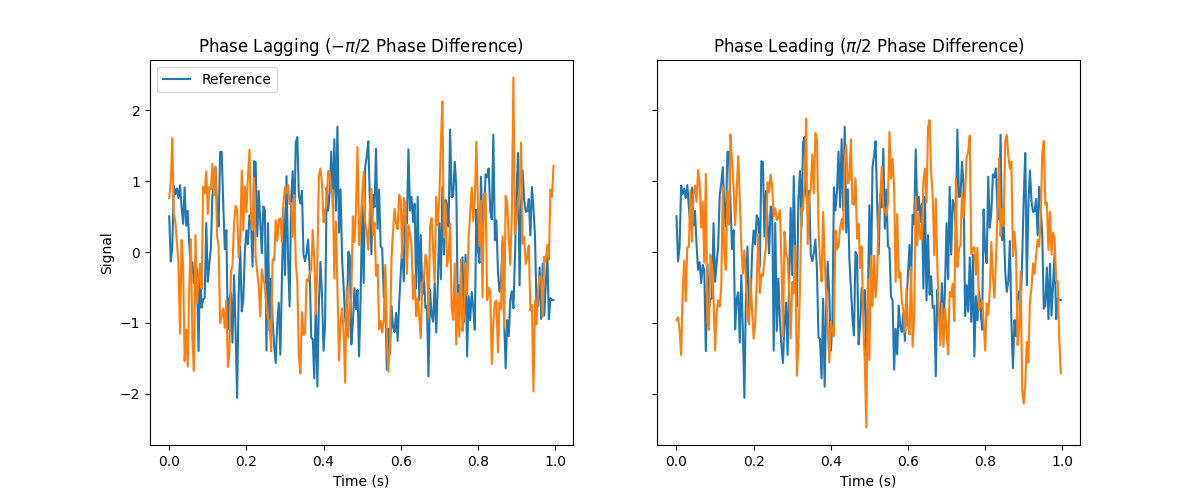 Phase Lagging (−π/2 Phase Difference)
Phase Leading (π/2 Phase Difference)
Reference
Signal
2
1
0
−1
−2
0.0 0.2 0.4 0.6 0.8 1.0
0.0 0.2 0.4 0.6 0.8 1.0
Time (s)
Time (s)